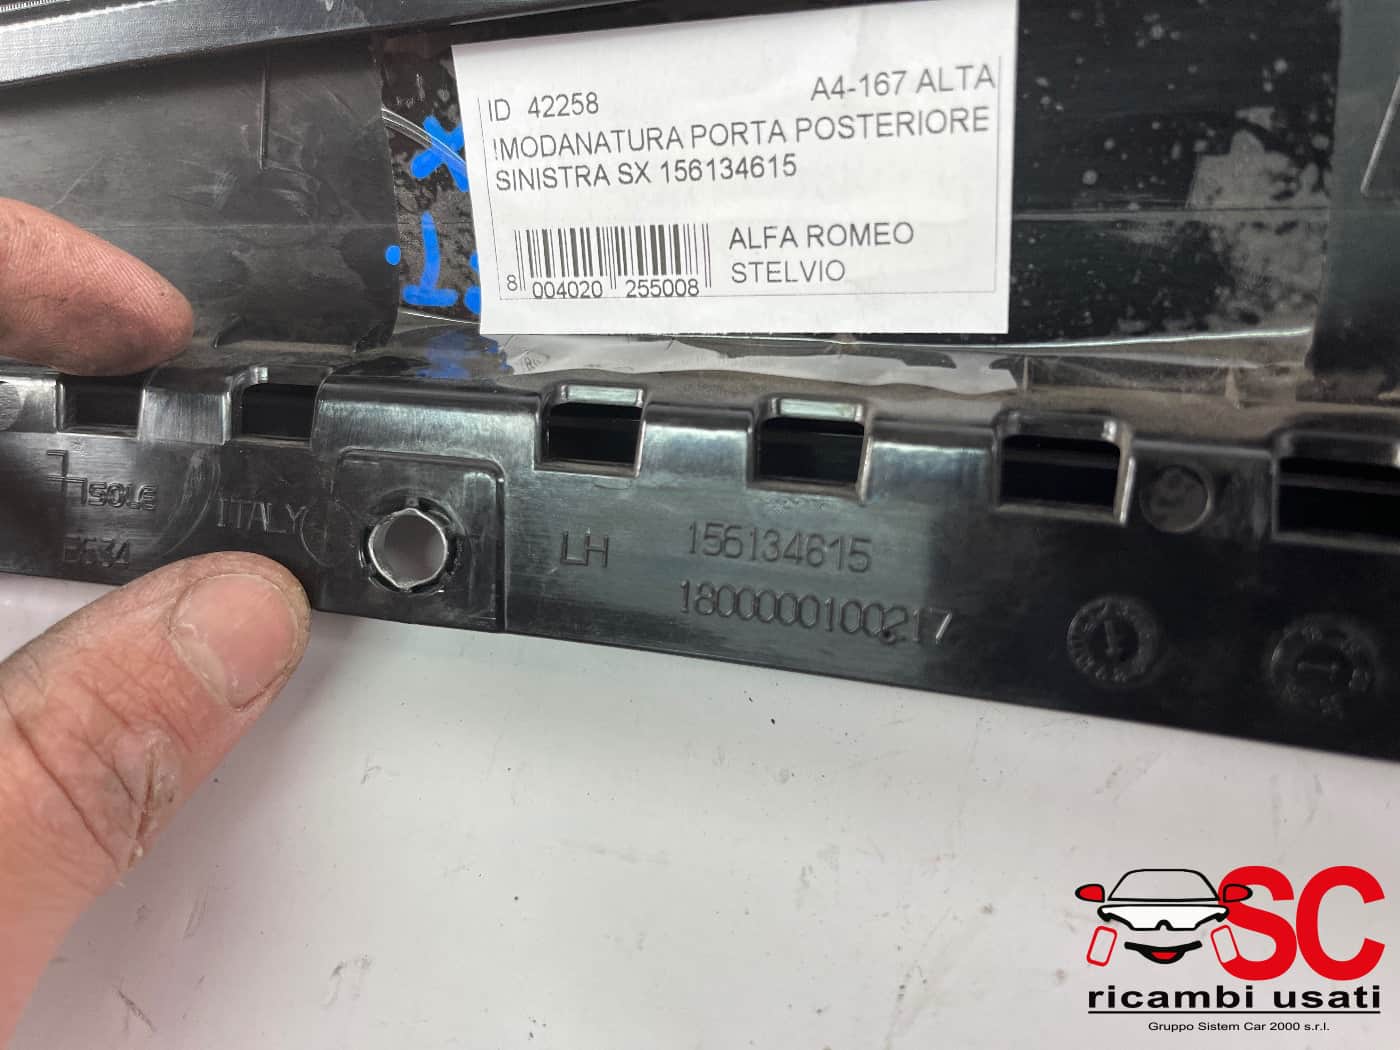 ID 42258 A4-167 ALTA
!MODANATURA PORTA POSTERIORE
SINISTRA SX 156134615
ALFA ROMEO
STELVIO
8 004020 255008
SOLE
ITALY
LH 156134615
18000000100217
SC
ricambi usati
Gruppo Sistem Car 2000 s.r.l.